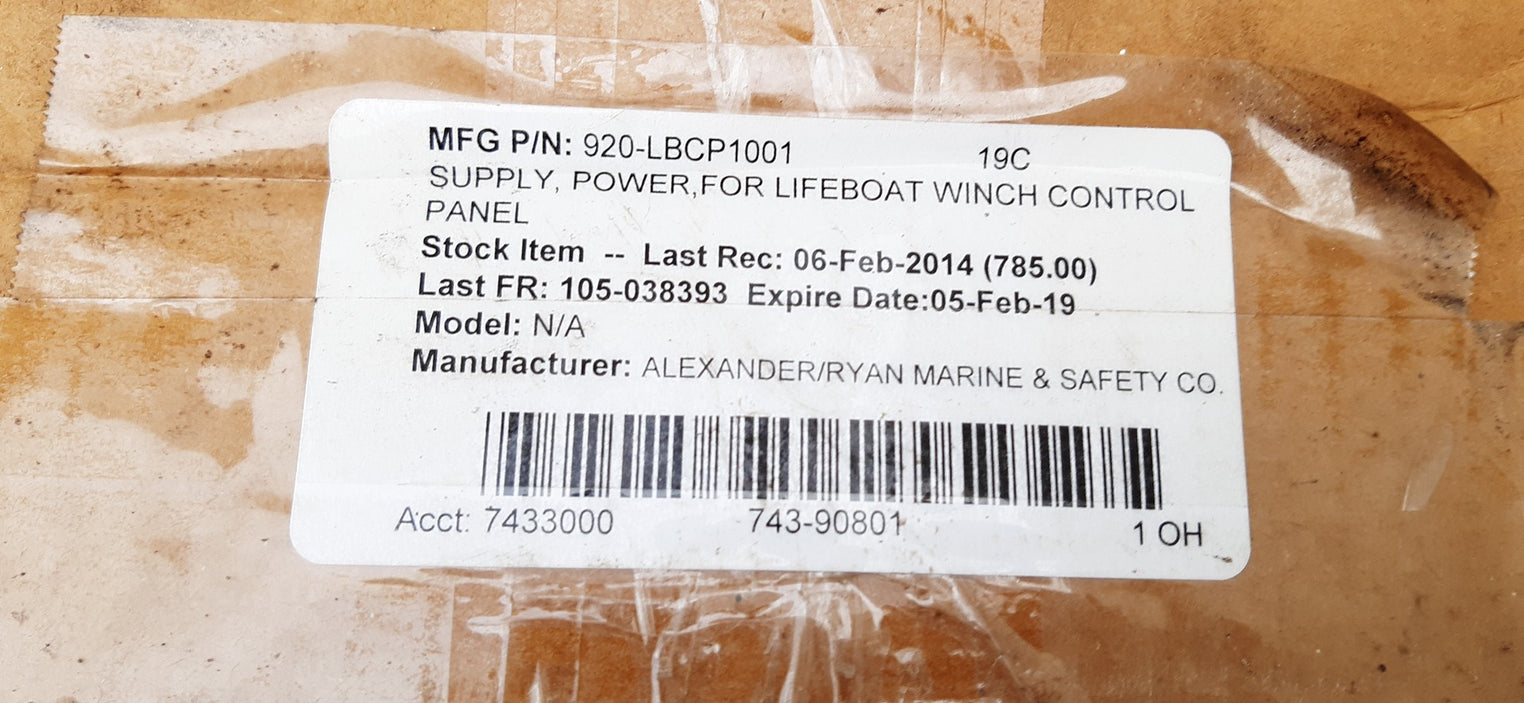 MFG P/N: 920-LBCP1001 19C
SUPPLY, POWER,FOR LIFEBOAT WINCH CONTROL
PANEL
Stock Item -- Last Rec: 06-Feb-2014 (785.00)
Last FR: 105-038393 Expire Date:05-Feb-19
Model: N/A
Manufacturer: ALEXANDER/RYAN MARINE & SAFETY CO.
Acct: 7433000 743-90801 1 OH